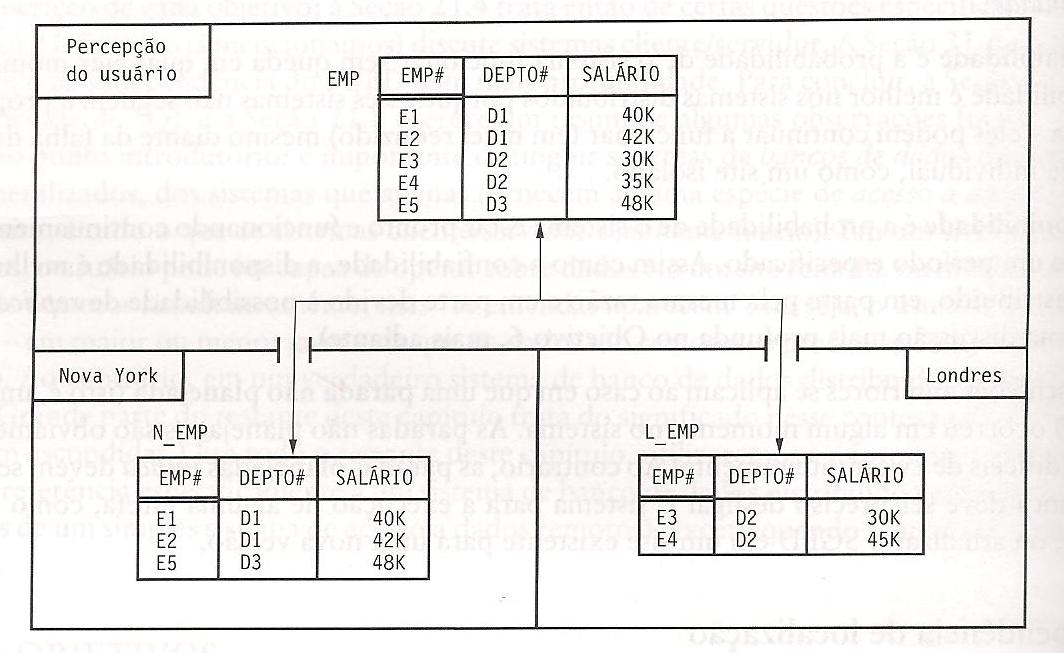 Percepção
do usuário
EMP
EMP# DEPTO# SALÁRIO
E1 D1 40K
E2 D1 42K
E3 D2 30K
E4 D2 35K
E5 D3 48K
Nova York
Londres
N_EMP
EMP# DEPTO# SALÁRIO
E1 D1 40K
E2 D1 42K
E5 D3 48K
L_EMP
EMP# DEPTO# SALÁRIO
E3 D2 30K
E4 D2 45K